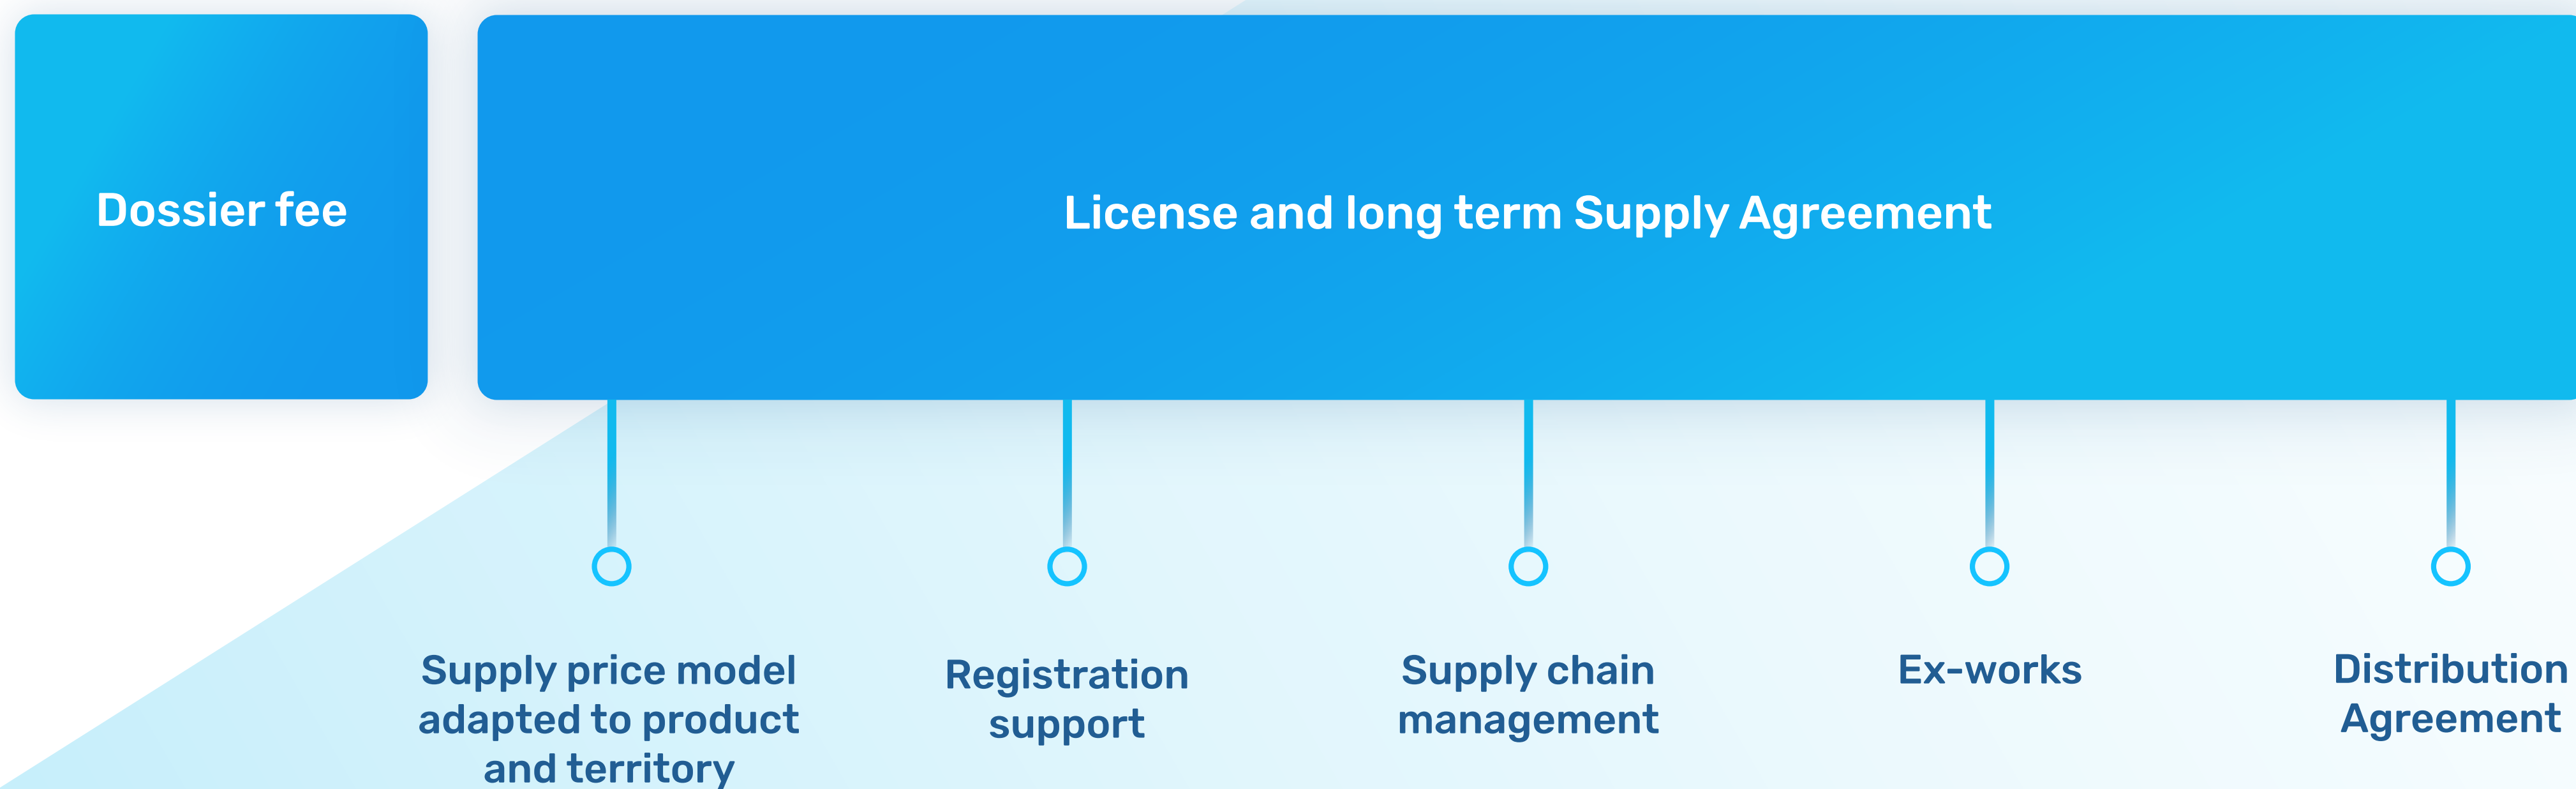 Dossier fee
License and long term Supply Agreement
Supply price model
adapted to product
and territory
Registration
support
Supply chain
management
Ex-works
Distribution
Agreement